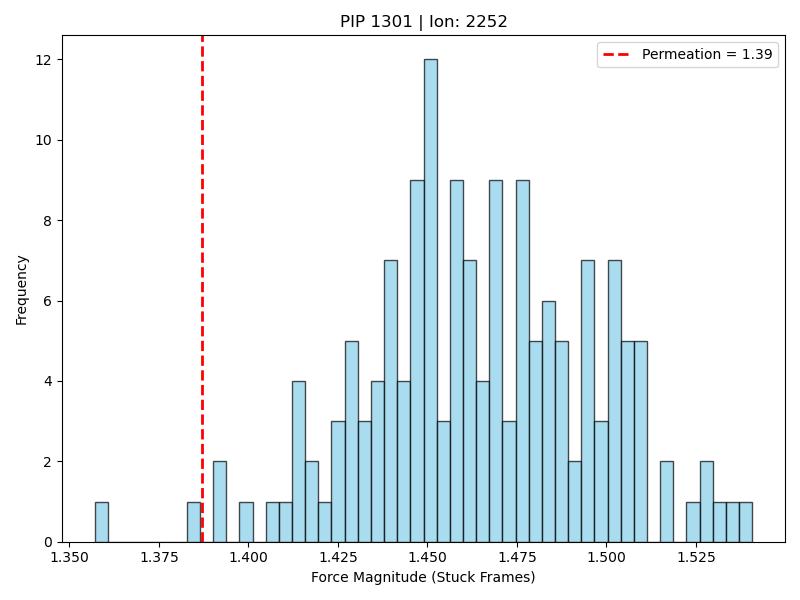 PIP 1301 | Ion: 2252
Permeation = 1.39
Frequency
12
10
8
6
4
2
0
1.350 1.375 1.400 1.425 1.450 1.475 1.500 1.525
Force Magnitude (Stuck Frames)